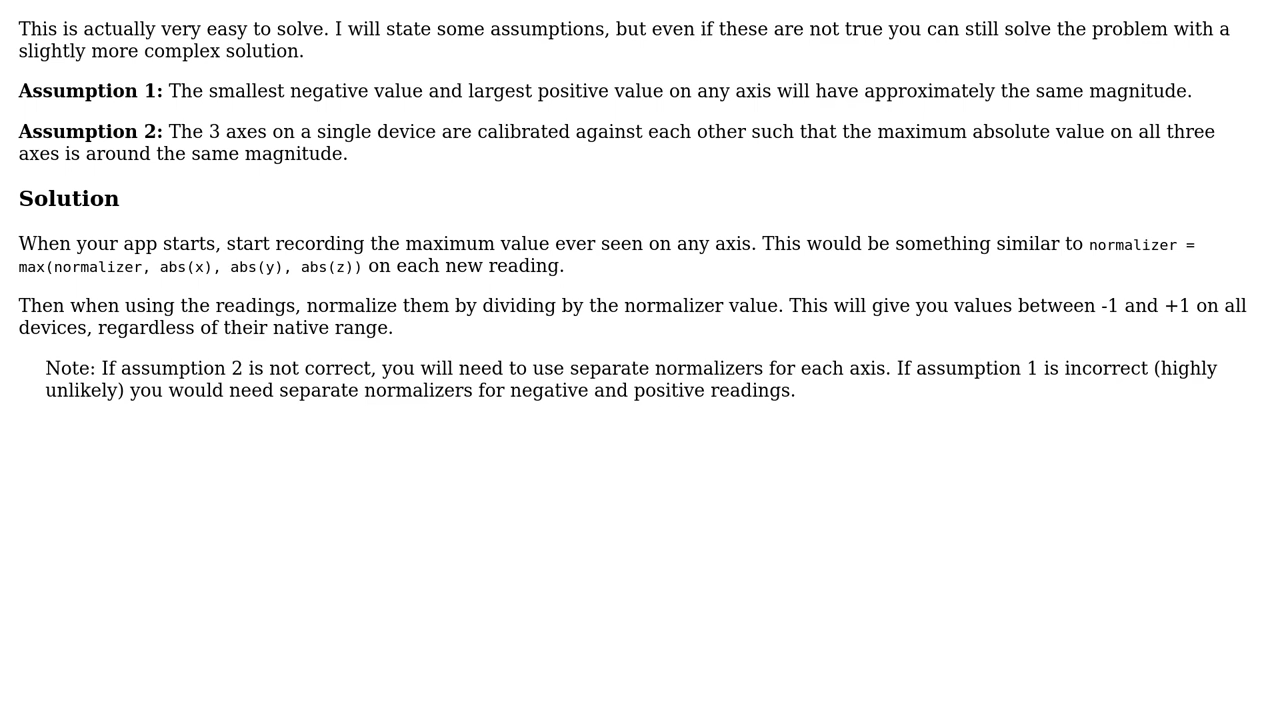 This is actually very easy to solve. I will state some assumptions, but even if these are not true you can still solve the problem with a
slightly more complex solution.
Assumption 1: The smallest negative value and largest positive value on any axis will have approximately the same magnitude.
Assumption 2: The 3 axes on a single device are calibrated against each other such that the maximum absolute value on all three
axes is around the same magnitude.
Solution
When your app starts, start recording the maximum value ever seen on any axis. This would be something similar to normalizer =
max(normalizer, abs(x), abs(y), abs(z)) on each new reading.
Then when using the readings, normalize them by dividing by the normalizer value. This will give you values between -1 and +1 on all
devices, regardless of their native range.
Note: If assumption 2 is not correct, you will need to use separate normalizers for each axis. If assumption 1 is incorrect (highly
unlikely) you would need separate normalizers for negative and positive readings.